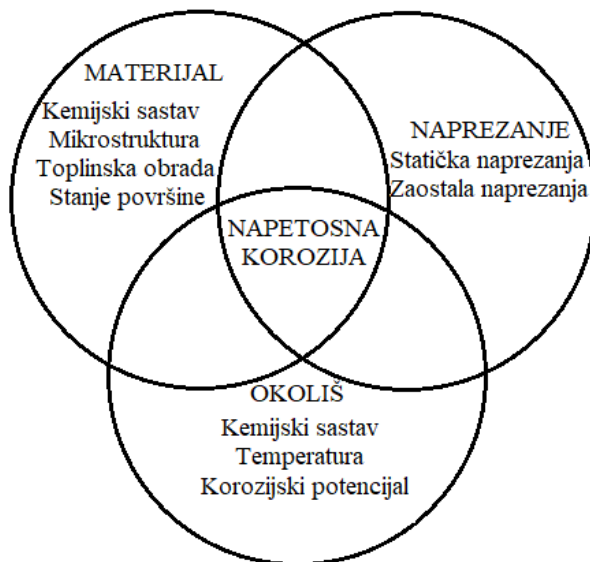 MATERIJAL
Kemijski sastav
Mikrostruktura
Toplinska obrada
Stanje površine
NAPREZANJE
Statička naprezanja
Zaostala naprezanja
NAPETOSNA
KOROZIJA
OKOLIŠ
Kemijski sastav
Temperatura
Korozijski potencijal